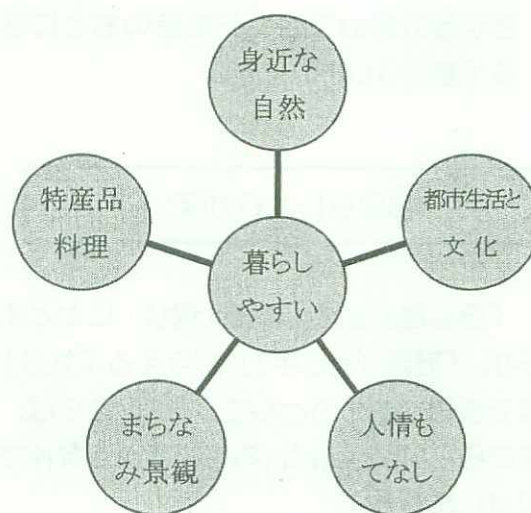 身近な
自然
特産品
料理
都市生活と
文化
暮らし
やすい
まちな
み景観
人情も
てなし